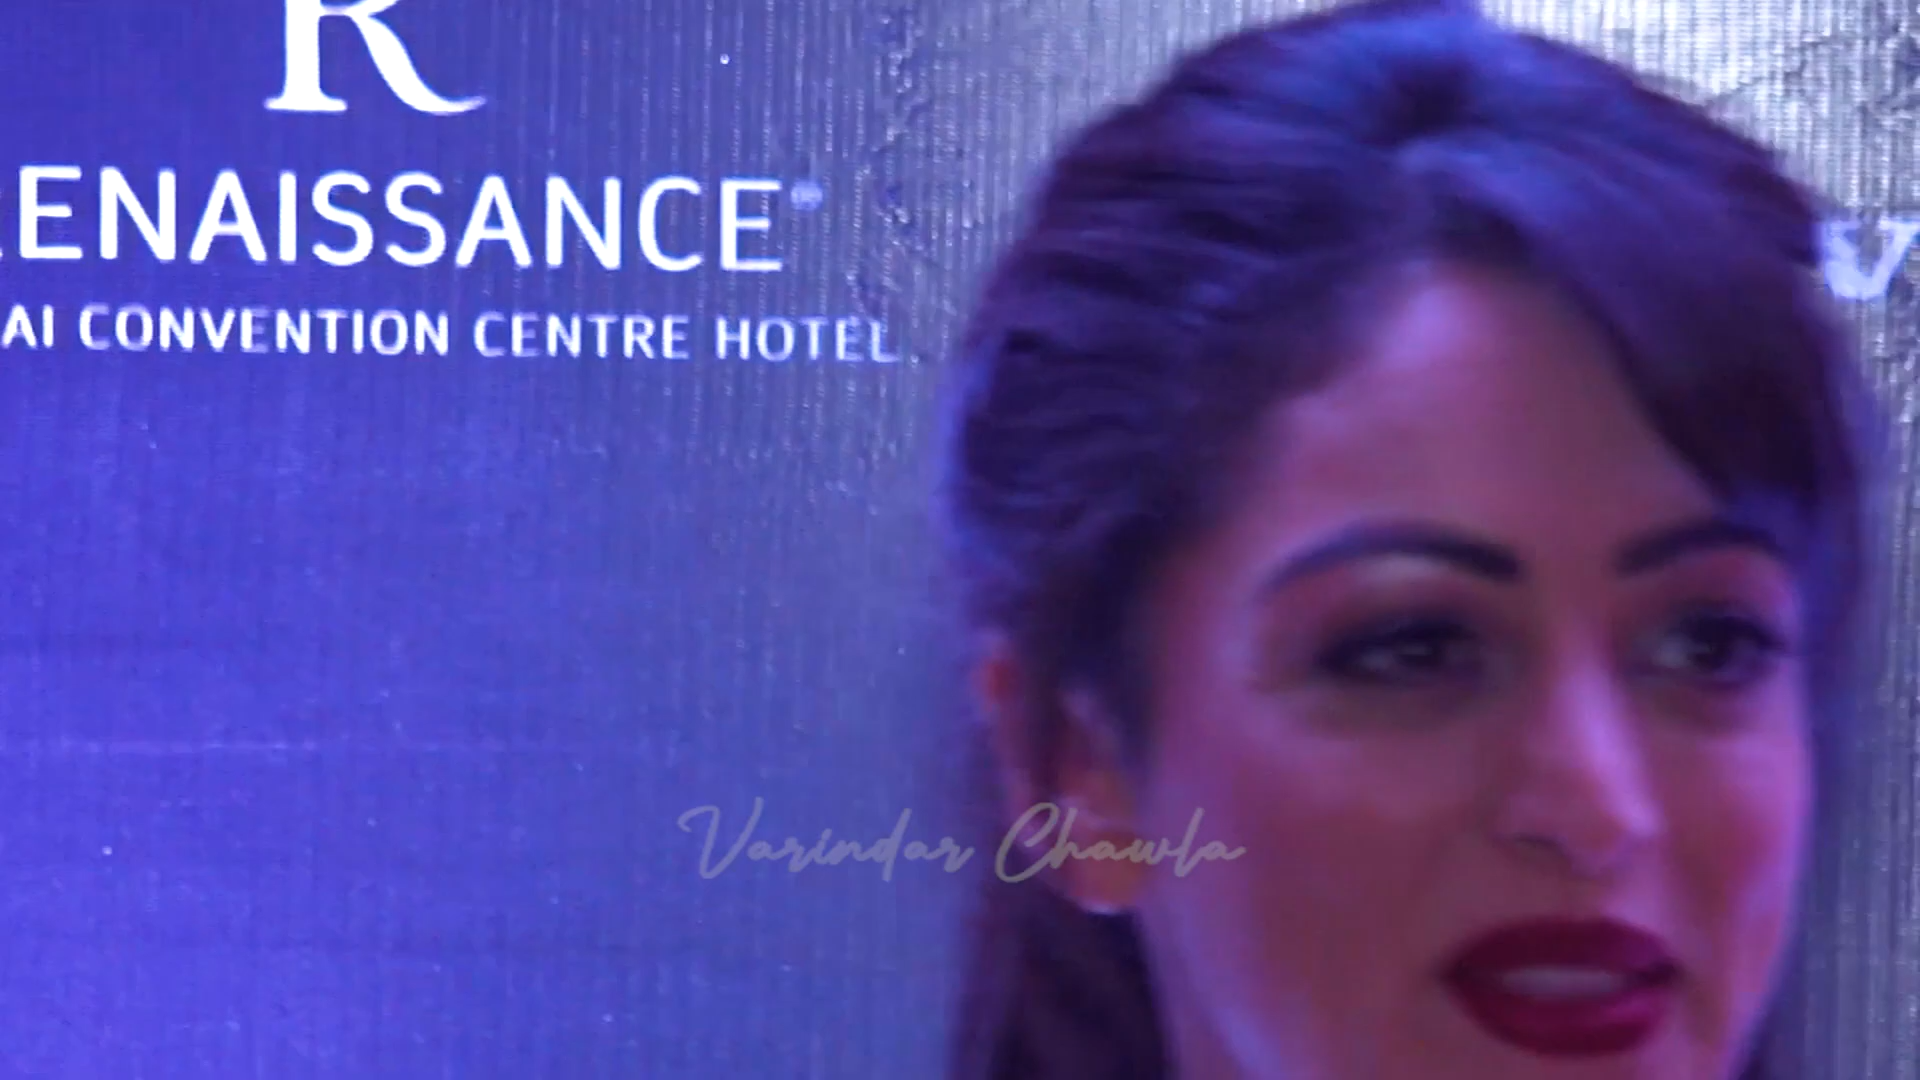 R
RENAISSANCE
AI CONVENTION CENTRE HOTEL
V
Varindar Chawla